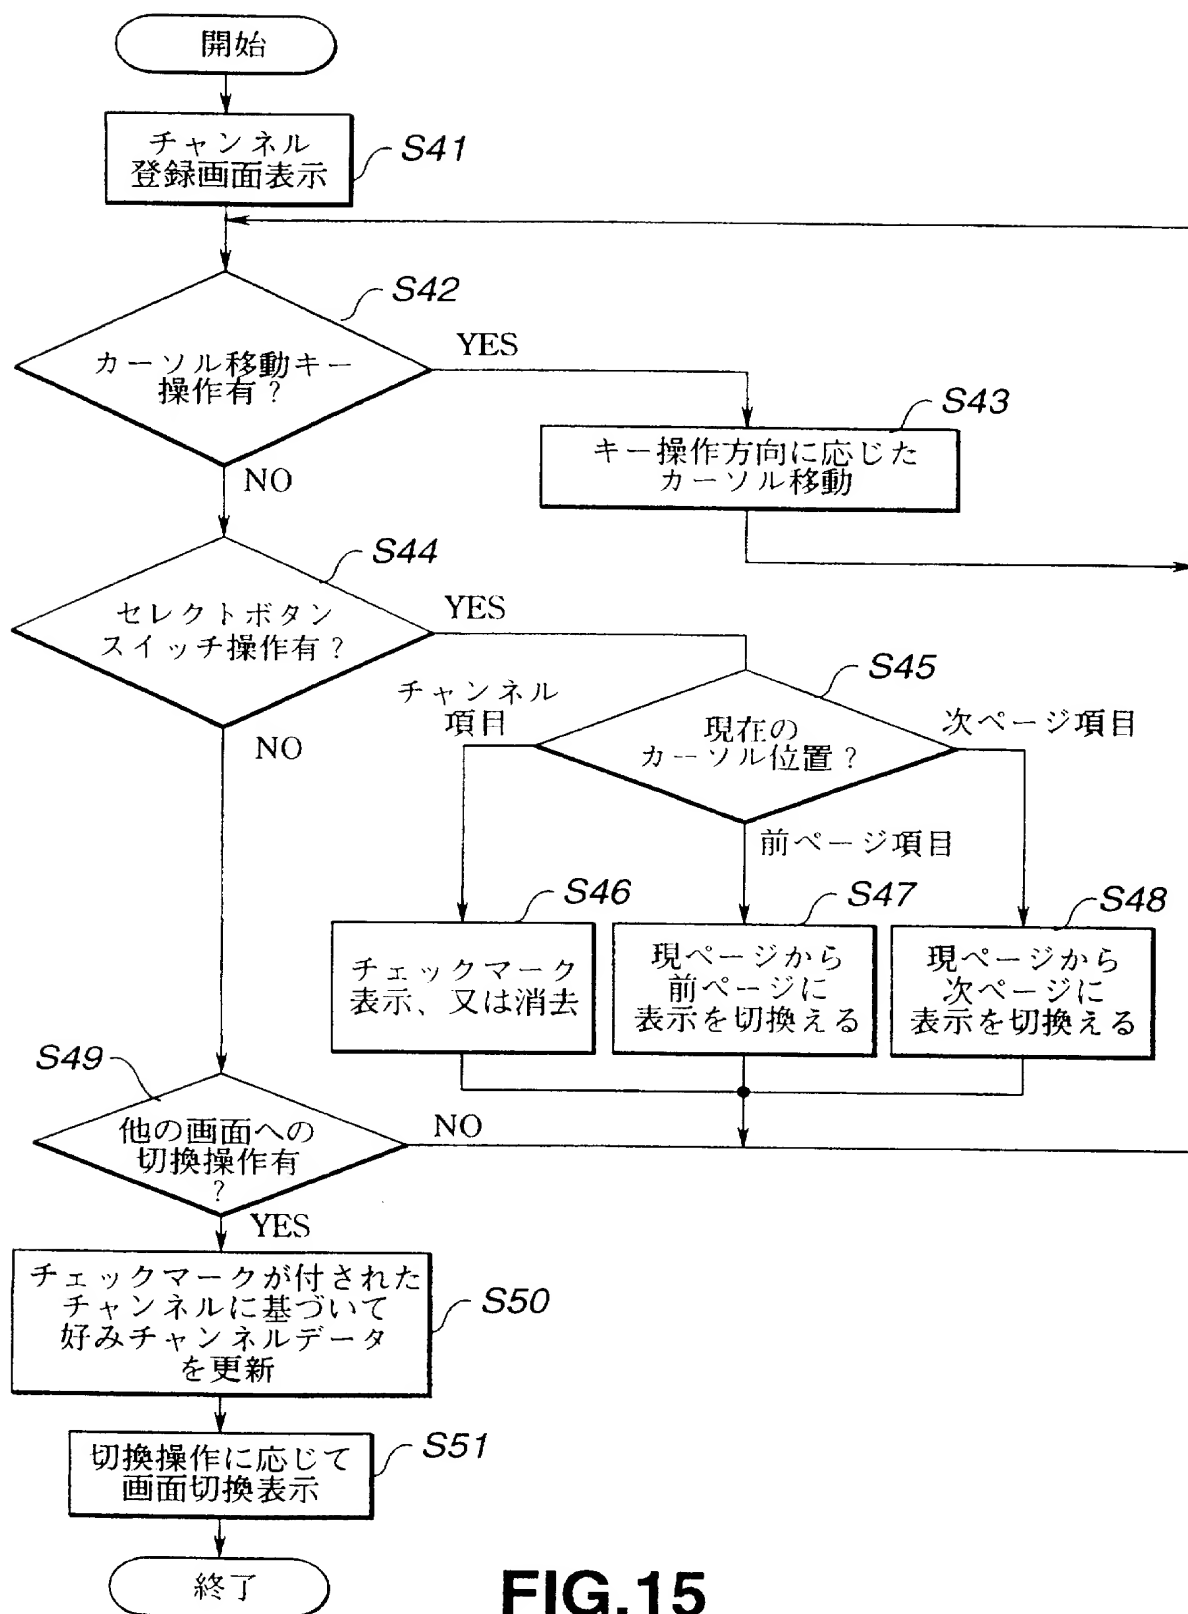 開始
チャンネル
登録画面表示
S41
S42
カーソル移動キー
操作有?
YES
NO
S43
キー操作方向に応じた
カーソル移動
S44
セレクトボタン
スイッチ操作有?
YES
NO
S45
現在の
カーソル位置?
チャンネル
項目
次ページ項目
前ページ項目
S46
チェックマーク
表示、又は消去
S47
現ページから
前ページに
表示を切換える
S48
現ページから
次ページに
表示を切換える
S49
他の画面への
切換操作有
?
NO
YES
チェックマークが付された
チャンネルに基づいて
好みチャンネルデータ
を更新
S50
切換操作に応じて
画面切換表示
S51
終了
FIG.15